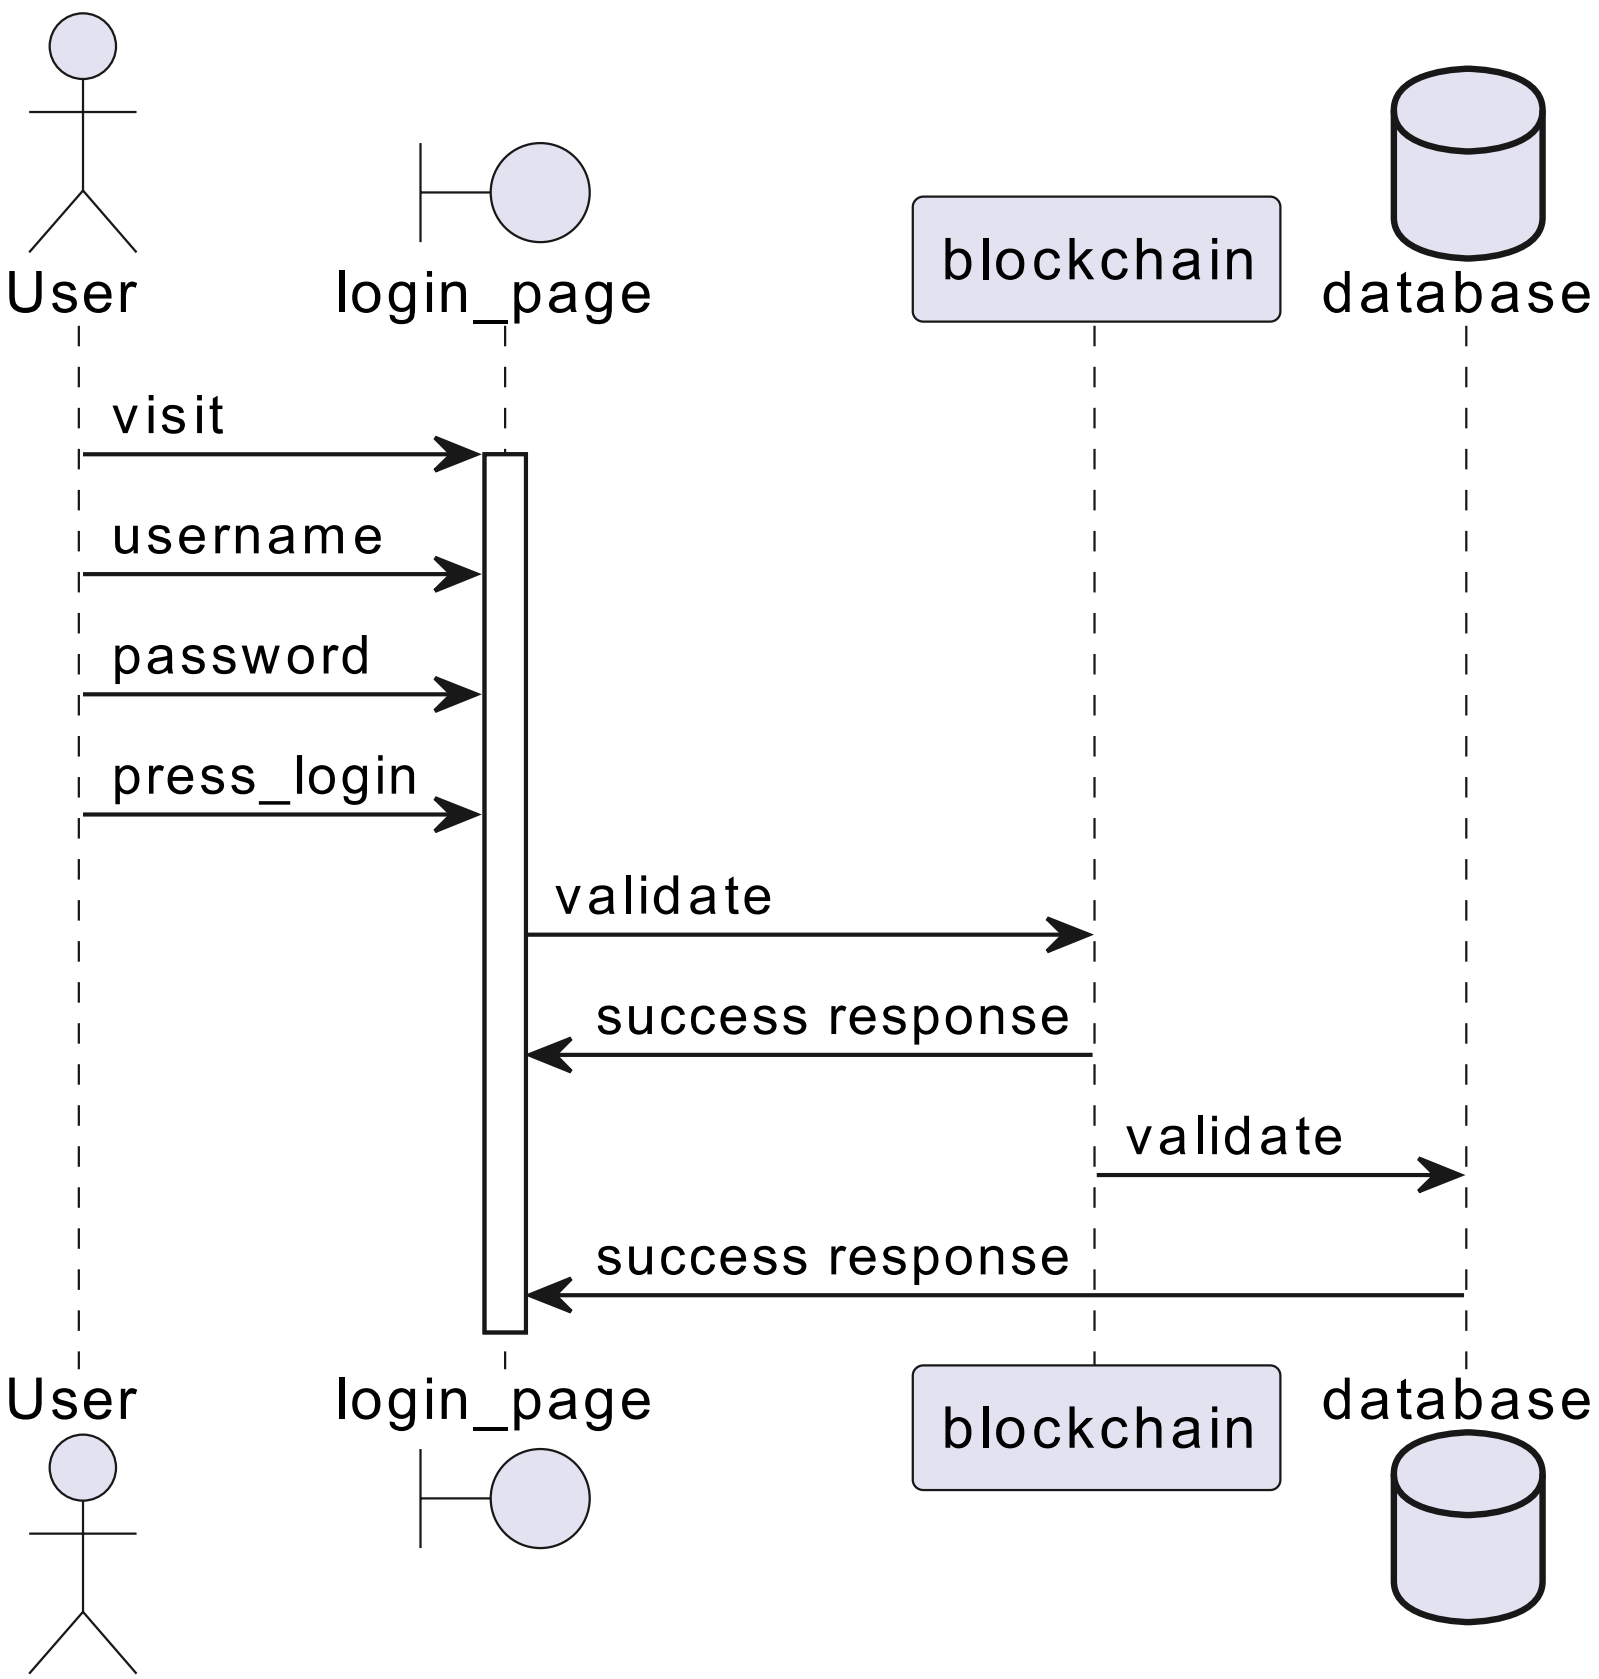 User
login_page
blockchain
database
visit
username
password
press_login
validate
success response
validate
success response
User
login_page
blockchain
database